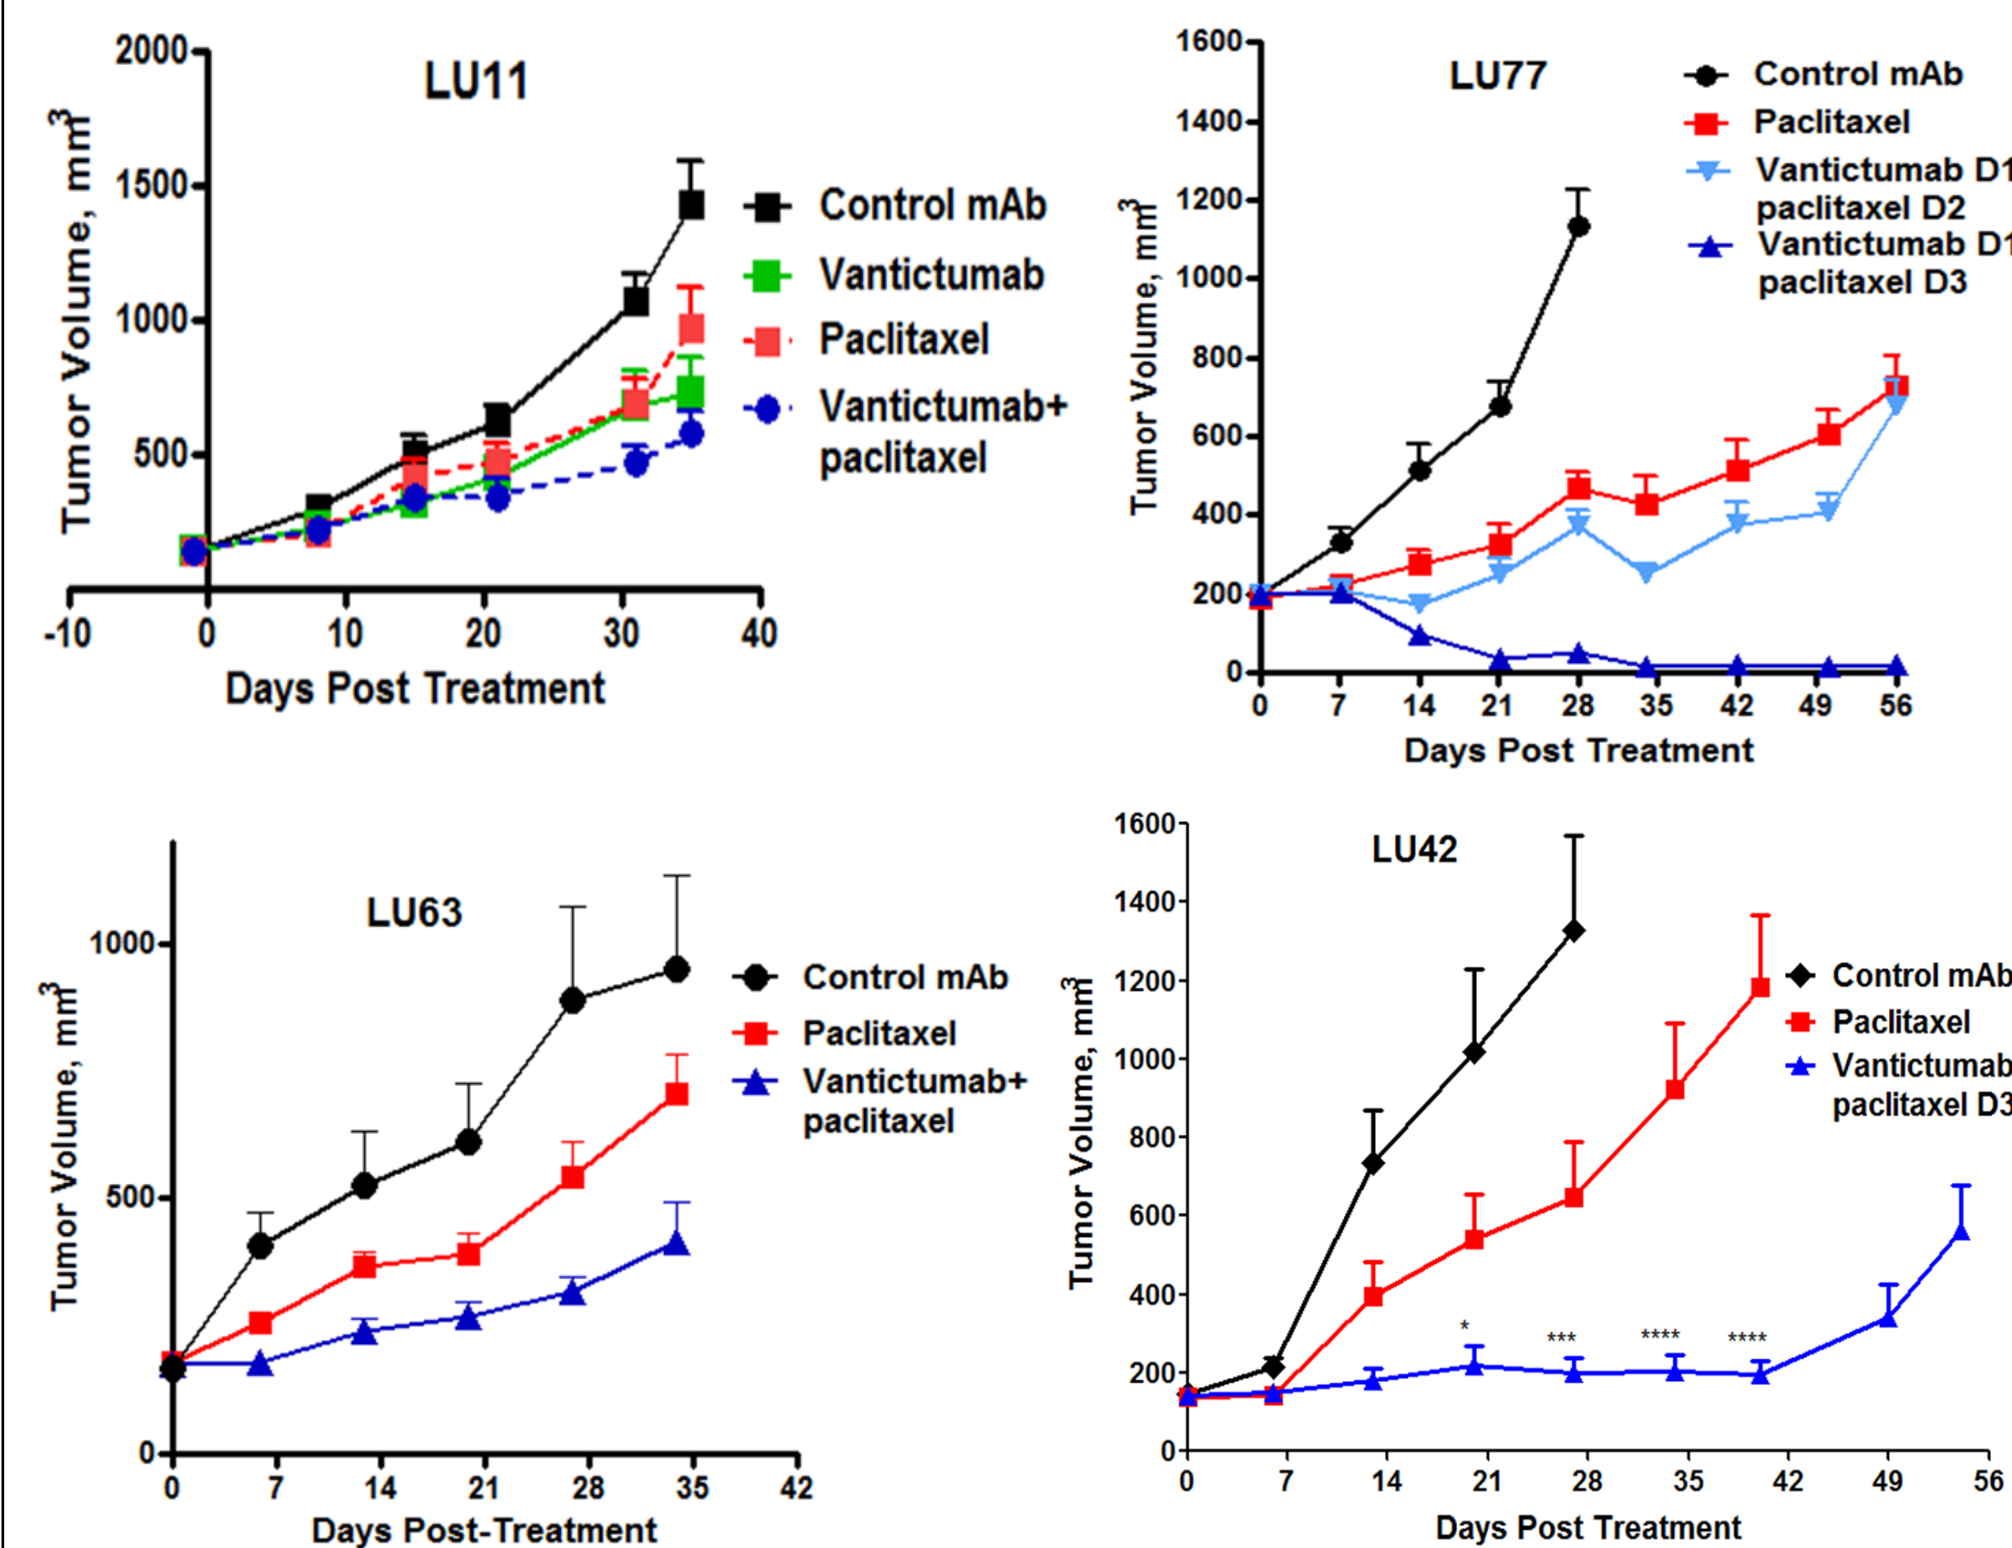 LU11
2000
1500
1000
500
Tumor Volume, mm3
-10 0 10 20 30 40
Days Post Treatment
Control mAb
Vantictumab
Paclitaxel
Vantictumab+
paclitaxel
LU77
1600
1400
1200
1000
800
600
400
200
0
Tumor Volume, mm3
0 7 14 21 28 35 42 49 56
Days Post Treatment
Control mAb
Paclitaxel
Vantictumab D1
paclitaxel D2
Vantictumab D1
paclitaxel D3
LU63
1000
500
0
Tumor Volume, mm3
0 7 14 21 28 35 42
Days Post-Treatment
Control mAb
Paclitaxel
Vantictumab+
paclitaxel
LU42
1600
1400
1200
1000
800
600
400
200
0
Tumor Volume, mm3
* *** **** ****
0 7 14 21 28 35 42 49 56
Days Post Treatment
Control mAb
Paclitaxel
Vantictumab
paclitaxel D3